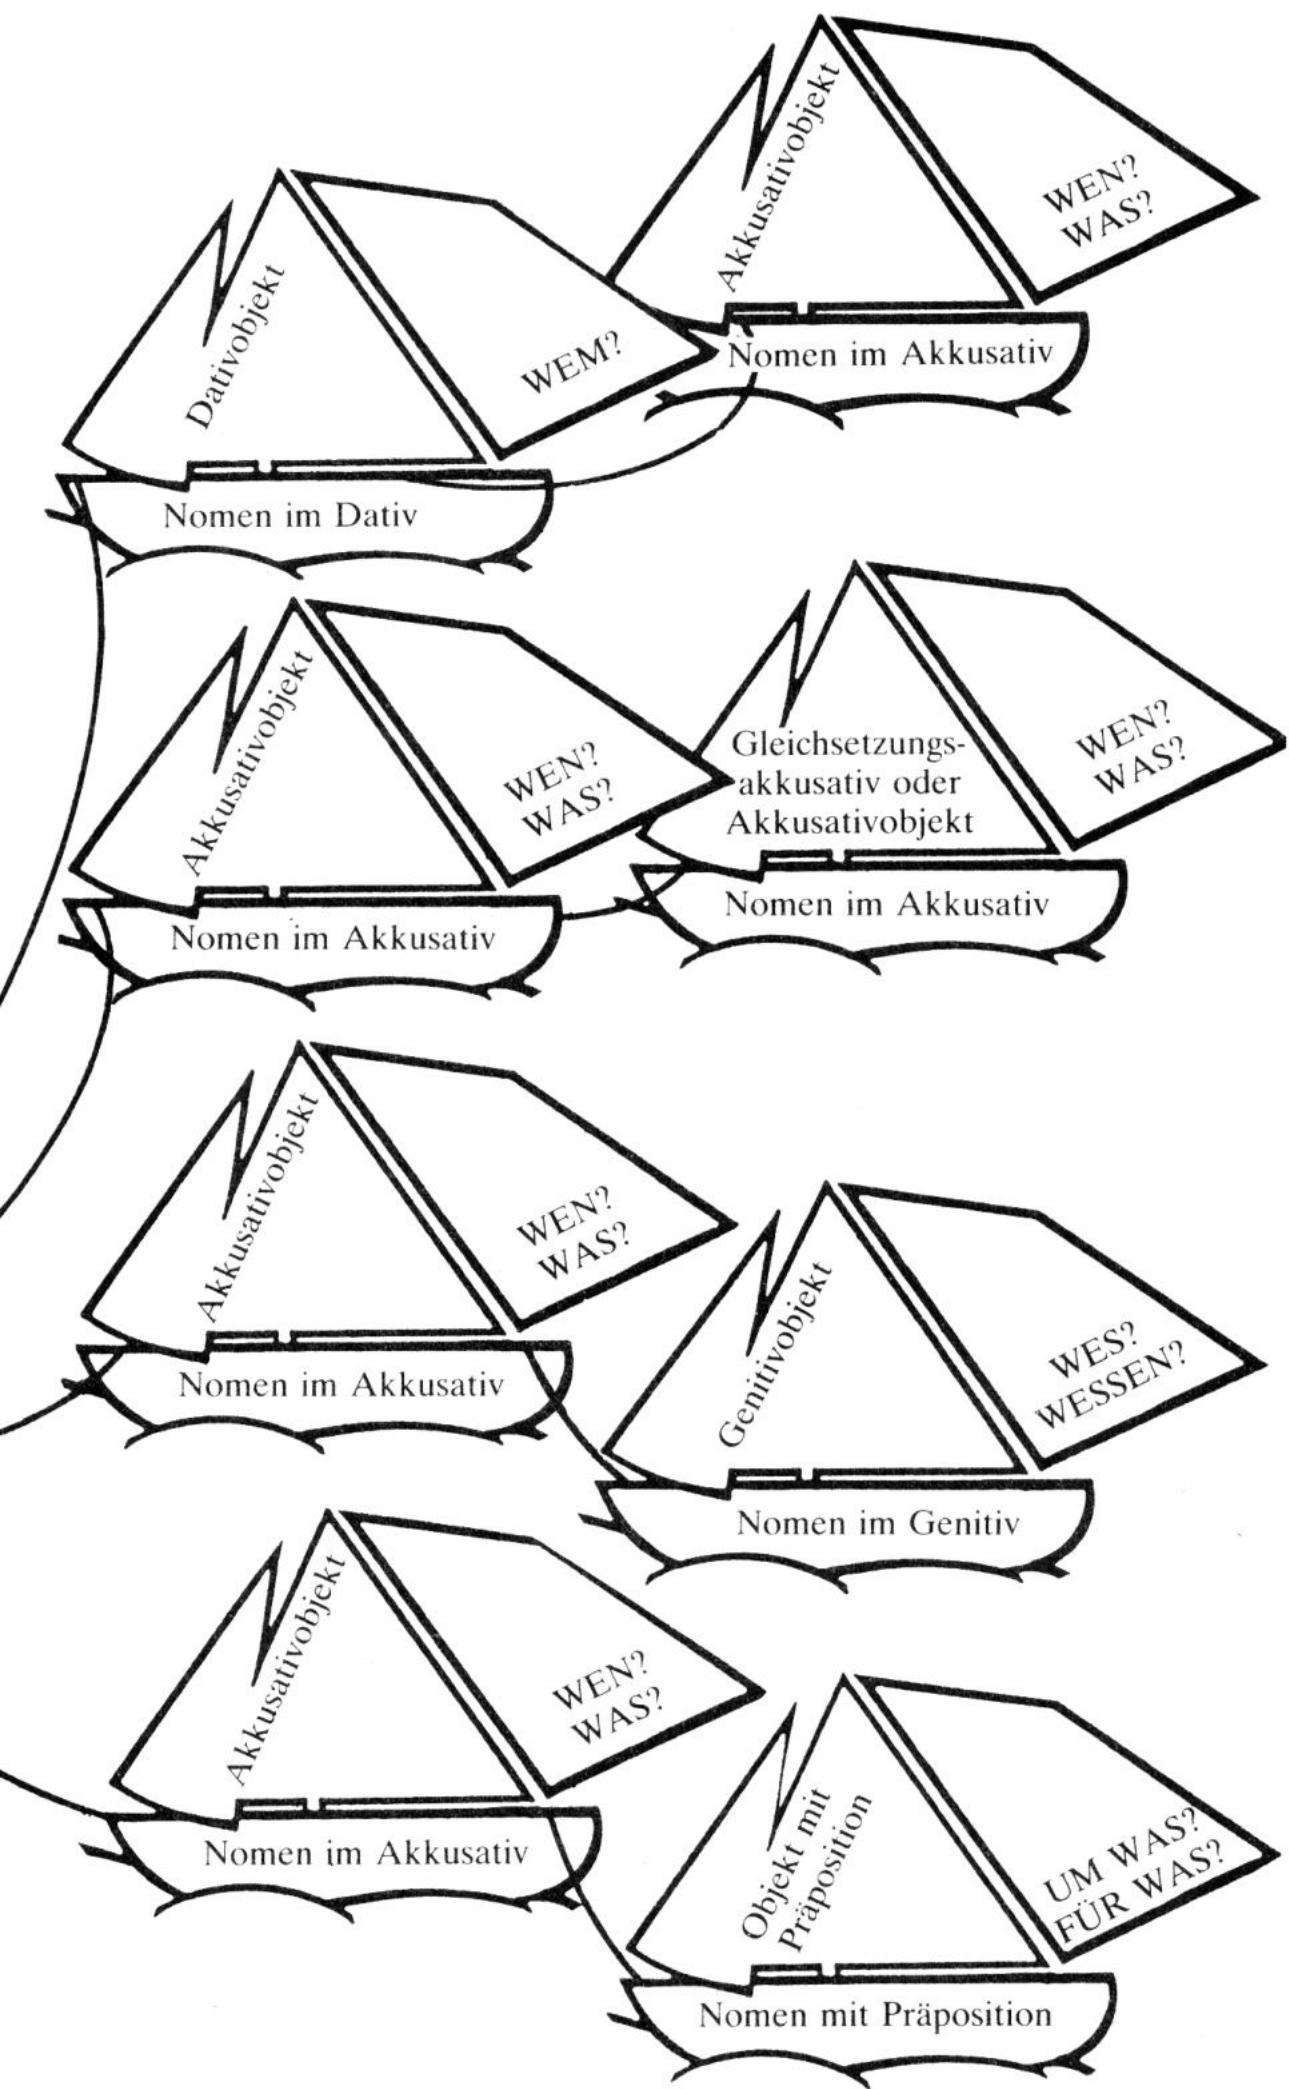 Akkusativobjekt
WEN?
WAS?
Nomen im Akkusativ
Dativobjekt
WEM?
Nomen im Dativ
Akkusativobjekt
WEN?
WAS?
Nomen im Akkusativ
Gleichsetzungs-
akkusativ oder
Akkusativobjekt
WEN?
WAS?
Nomen im Akkusativ
Akkusativobjekt
WEN?
WAS?
Nomen im Akkusativ
Genitivobjekt
WES?
WESSEN?
Nomen im Genitiv
Akkusativobjekt
WEN?
WAS?
Nomen im Akkusativ
Objekt mit
Präposition
UM WAS?
FÜR WAS?
Nomen mit Präposition